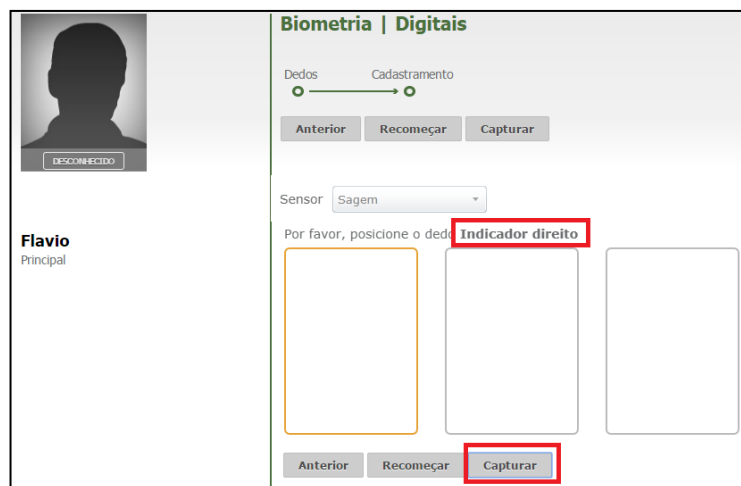 DESCONHECIDO
Flavio
Principal
Biometria | Digitais
Dedos Cadastramento
Anterior Recomeçar Capturar
Sensor Sagem
Por favor, posicione o dedo Indicador direito
Anterior Recomeçar Capturar